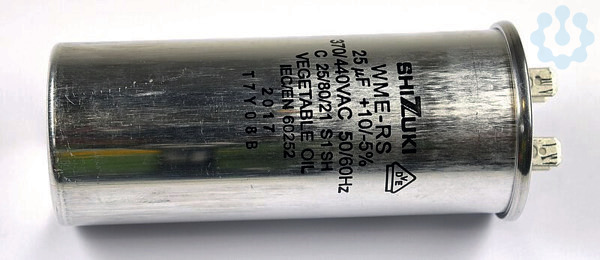 SHIZUKI
WME-RS
25 µF +10/-5%
370/440VAC 50/60Hz
C 25/80/21 S1 SH
VEGETABLE OIL
IEC/EN 60252
2017
T7Y08B
DVE